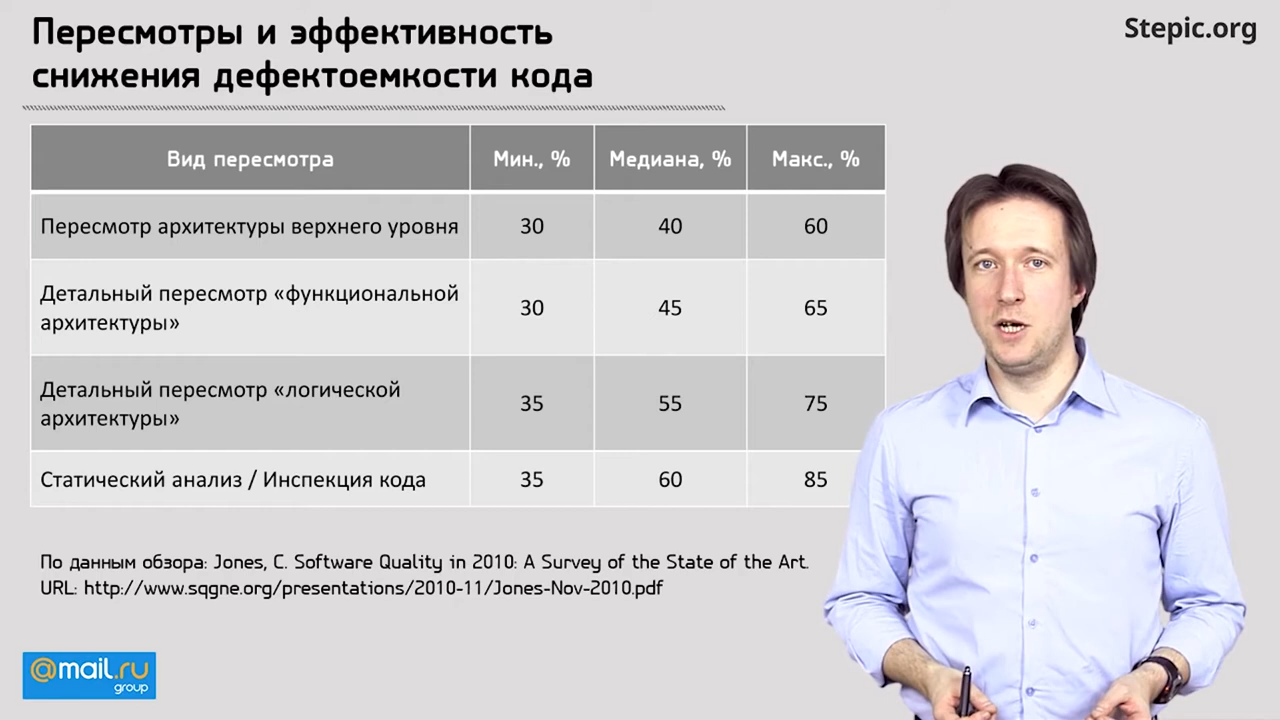 Пересмотры и эффективность
снижения дефектоемкости кода
Stepic.org
Вид пересмотра Мин., % Медиана, % Макс., %
Пересмотр архитектуры верхнего уровня 30 40 60
Детальный пересмотр «функциональной
архитектуры» 30 45 65
Детальный пересмотр «логической
архитектуры» 35 55 75
Статический анализ / Инспекция кода 35 60 85
По данным обзора: Jones, C. Software Quality in 2010: A Survey of the State of the Art.
URL: http://www.sqgne.org/presentations/2010-11/Jones-Nov-2010.pdf
@mail.ru
group